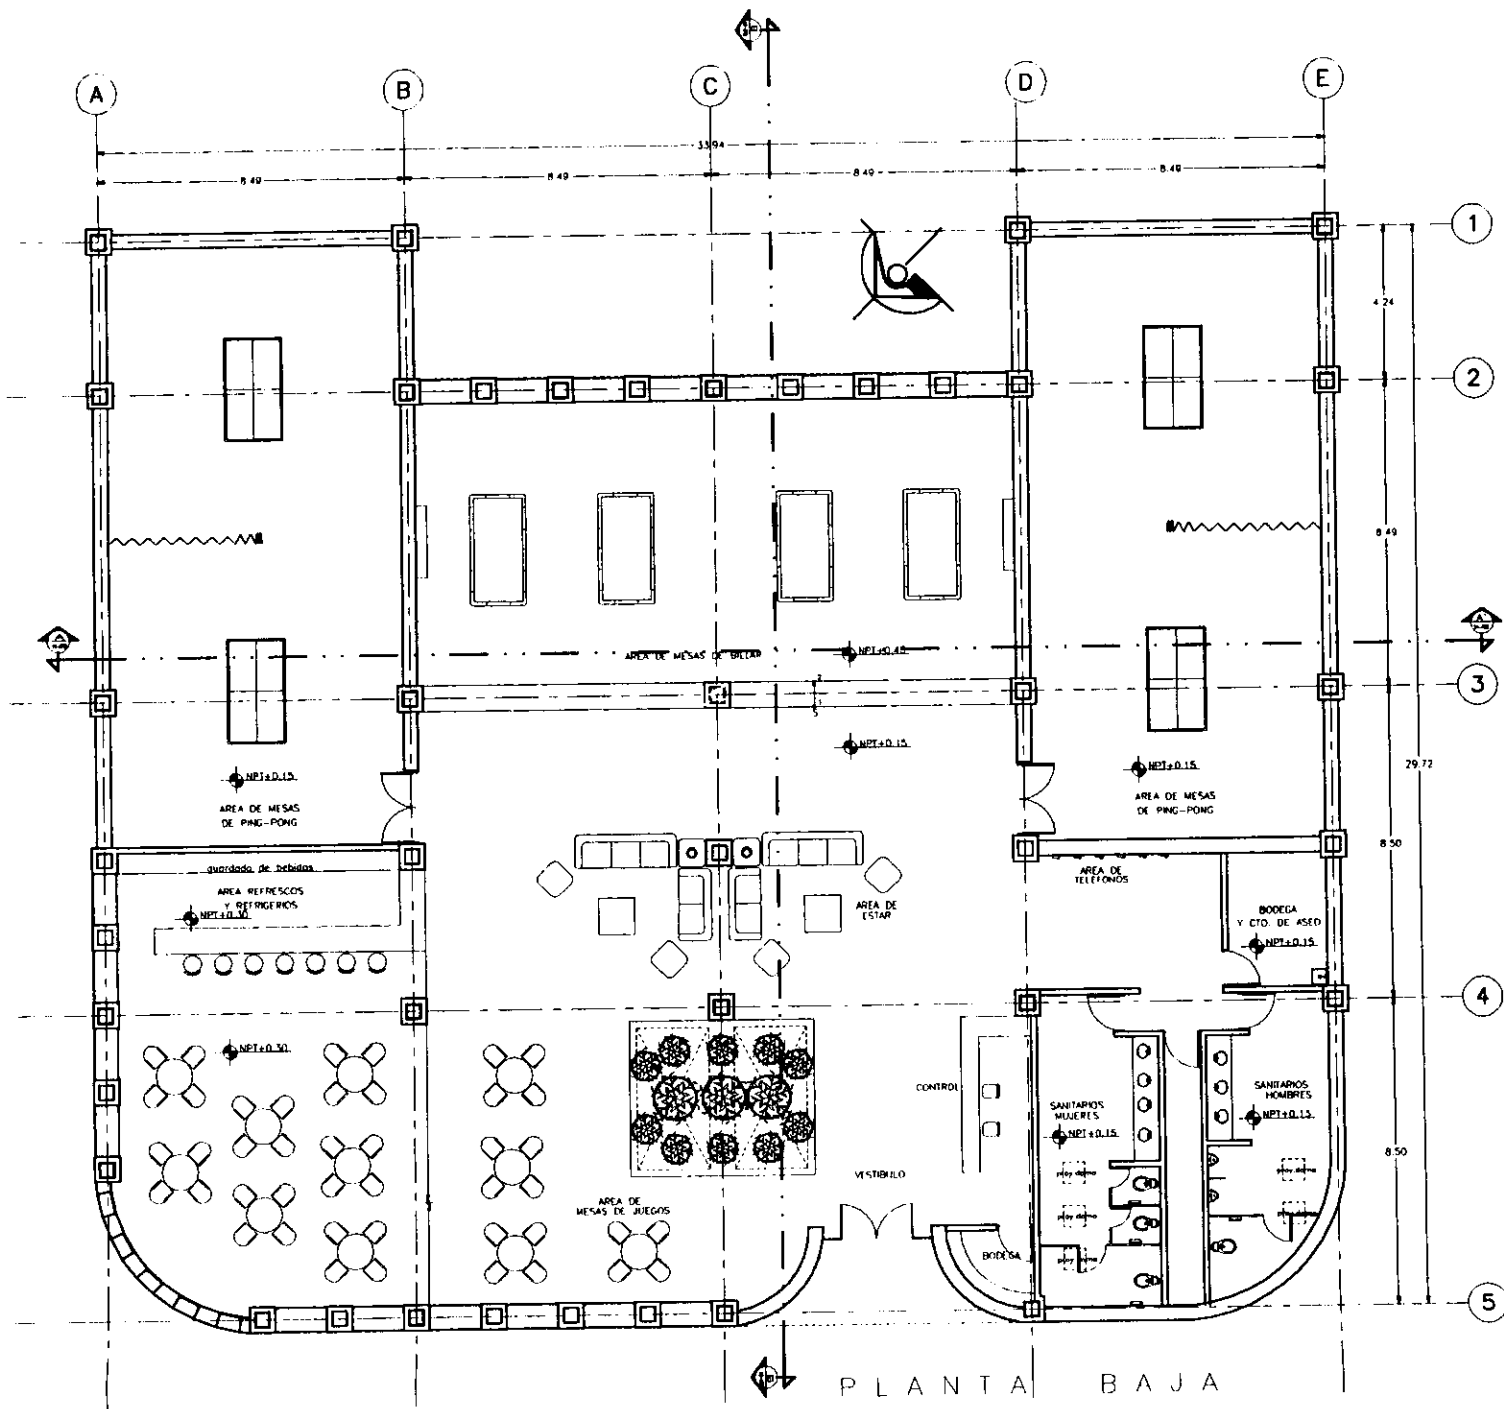 A
B
C
D
E
33.94
8.49
8.49
8.49
8.49
1
4.24
2
8.49
AREA DE MESAS DE BILLAR
NPT+0.45
3
NPT+0.15
29.72
NPT+0.15
AREA DE MESAS
DE PING-PONG
NPT+0.15
AREA DE MESAS
DE PING-PONG
8.50
guardado de bebidas
AREA REFRESCOS
Y REFRIGERIOS
NPT+0.30
AREA DE
ESTAR
AREA DE
TELEFONOS
BODEGA
Y CTO. DE ASEO
NPT+0.15
4
NPT+0.30
CONTROL
SANITARIOS
MUJERES
NPT+0.15
SANITARIOS
HOMBRES
NPT+0.15
VESTIBULO
8.50
AREA DE
MESAS DE JUEGOS
BODEGA
5
PLANTA BAJA